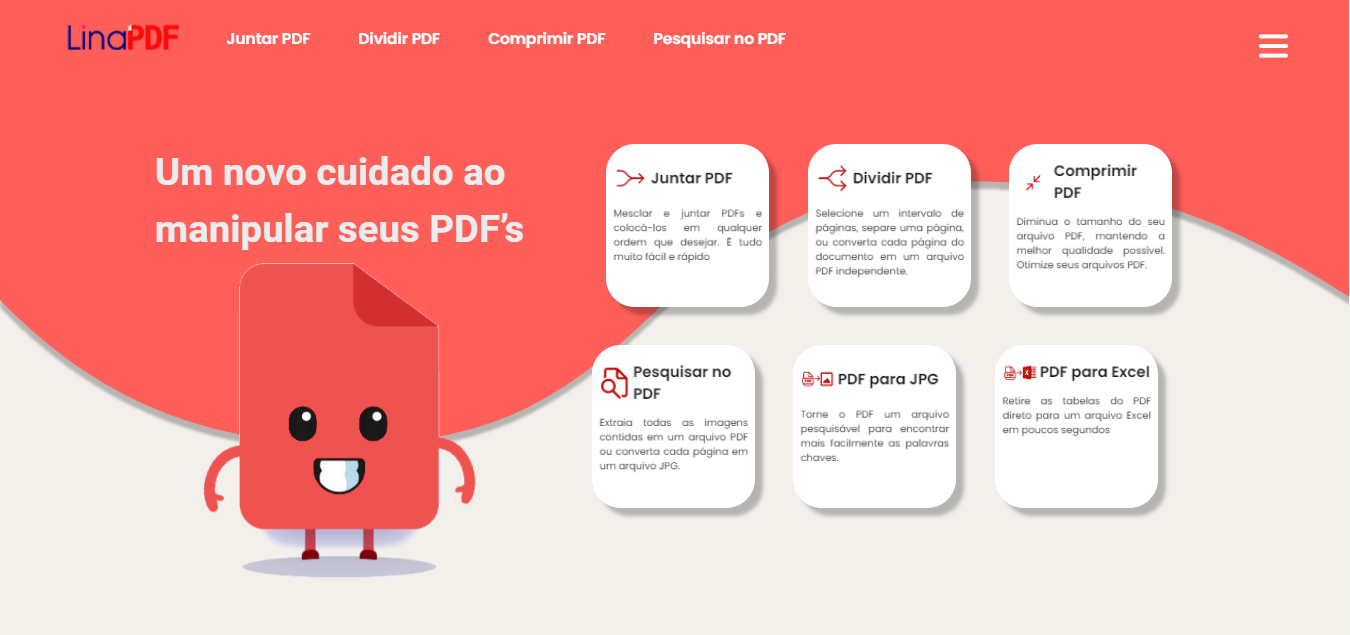 LinaPDF
Juntar PDF
Dividir PDF
Comprimir PDF
Pesquisar no PDF
Um novo cuidado ao
manipular seus PDF’s
Juntar PDF
Mesclar e juntar PDFs e
colocá-los em qualquer
ordem que desejar. É tudo
muito fácil e rápido
Dividir PDF
Selecione um intervalo de
páginas, separe uma página,
ou converta cada página do
documento em um arquivo
PDF independente.
Comprimir
PDF
Diminua o tamanho do seu
arquivo PDF, mantendo a
melhor qualidade possível.
Otimize seus arquivos PDF.
Pesquisar no
PDF
Extraia todas as imagens
contidas em um arquivo PDF
ou converta cada página em
um arquivo JPG.
PDF para JPG
Torne o PDF um arquivo
pesquisável para encontrar
mais facilmente as palavras
chaves.
PDF para Excel
Retire as tabelas do PDF
direto para um arquivo Excel
em poucos segundos